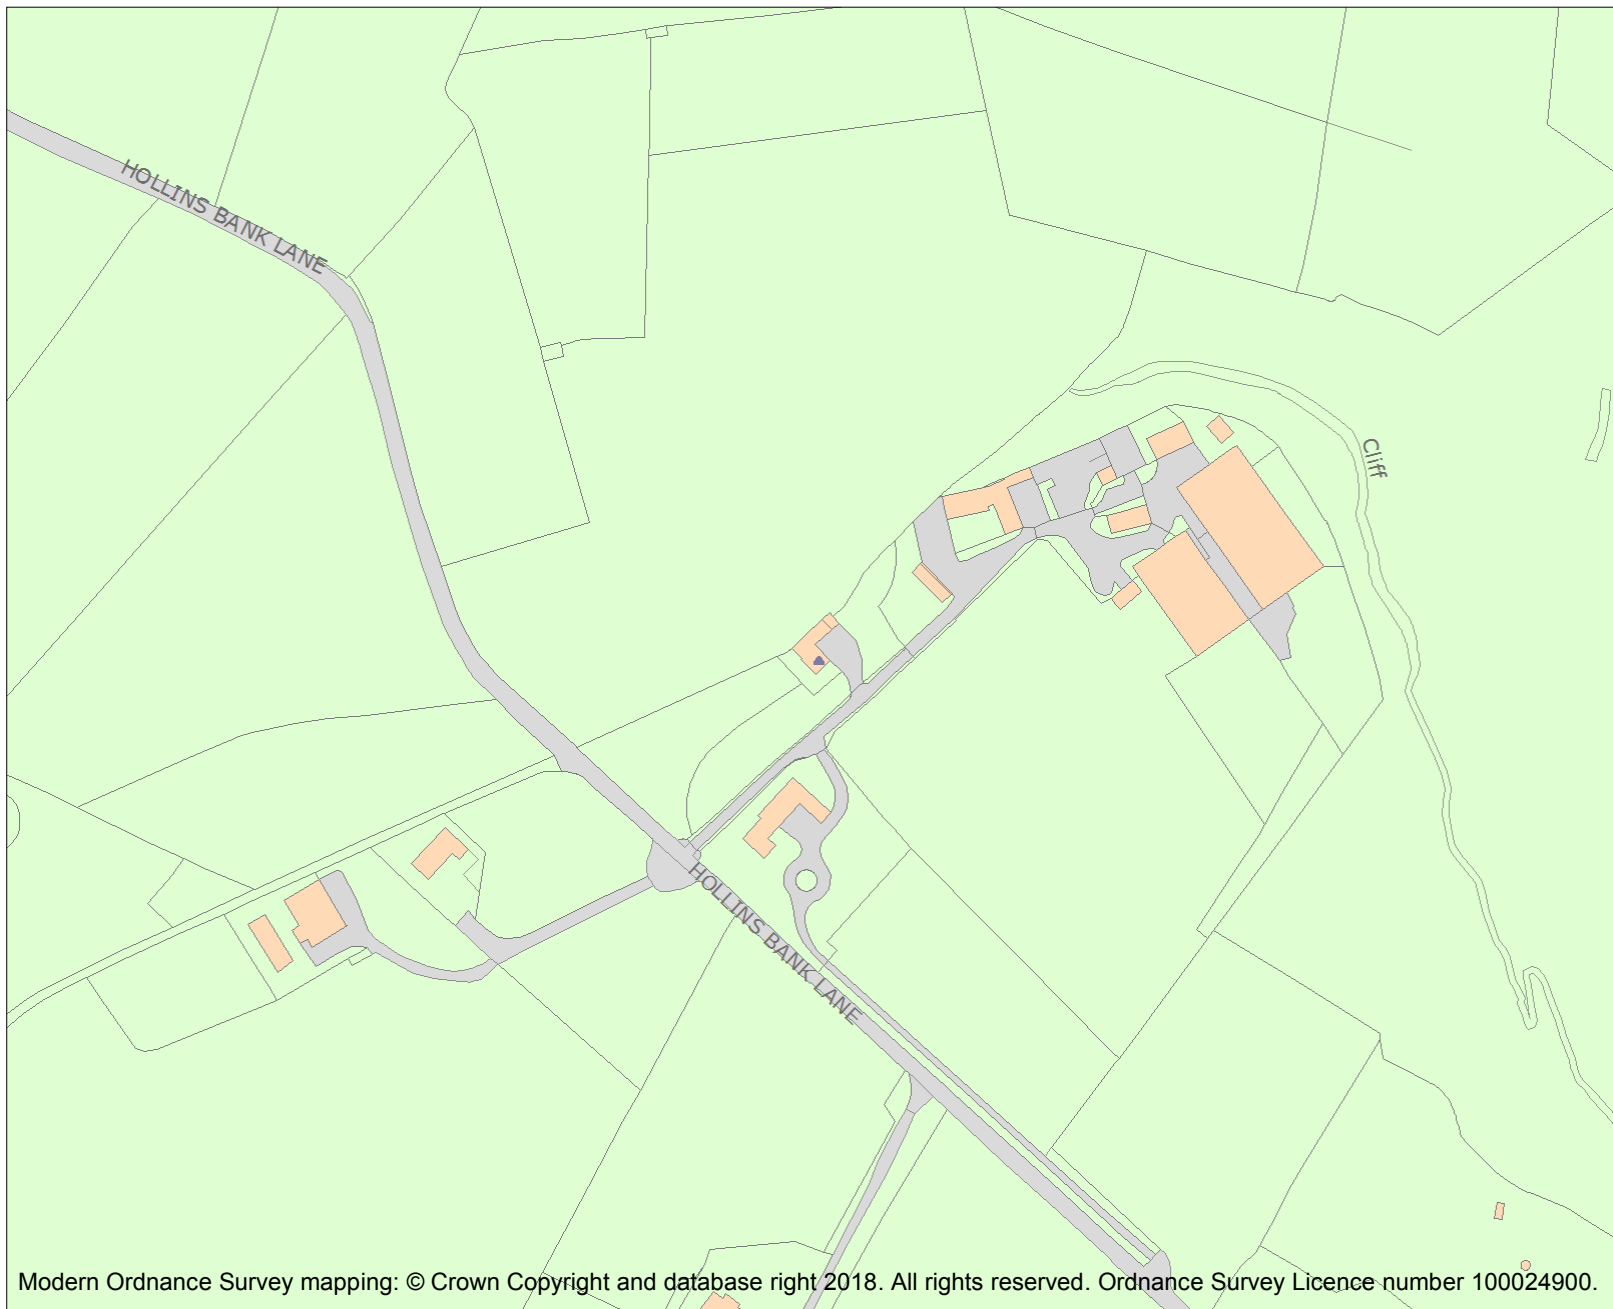 HOLLINS BANK LANE
Cliff
HOLLINS BANK LANE
Modern Ordnance Survey mapping: © Crown Copyright and database right 2018. All rights reserved. Ordnance Survey Licence number 100024900.